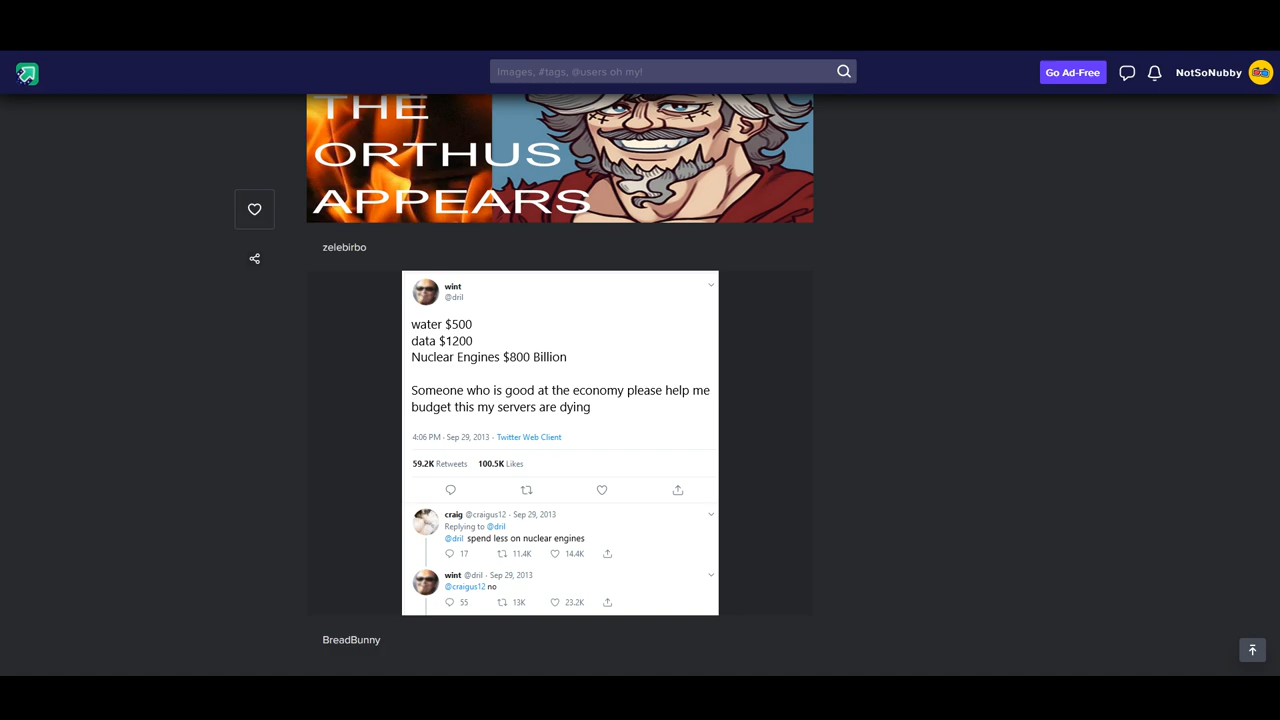 Images, #tags, @users oh my!
Go Ad-Free
NotSoNubby
THE
ORTHUS
APPEARS
zelebirbo
wint
@dril
water $500
data $1200
Nuclear Engines $800 Billion
Someone who is good at the economy please help me
budget this my servers are dying
4:06 PM · Sep 29, 2013 · Twitter Web Client
59.2K Retweets 100.5K Likes
craig @craigus12 · Sep 29, 2013
Replying to @dril
@dril spend less on nuclear engines
17 11.4K 14.4K
wint @dril · Sep 29, 2013
@craigus12 no
55 13K 23.2K
BreadBunny